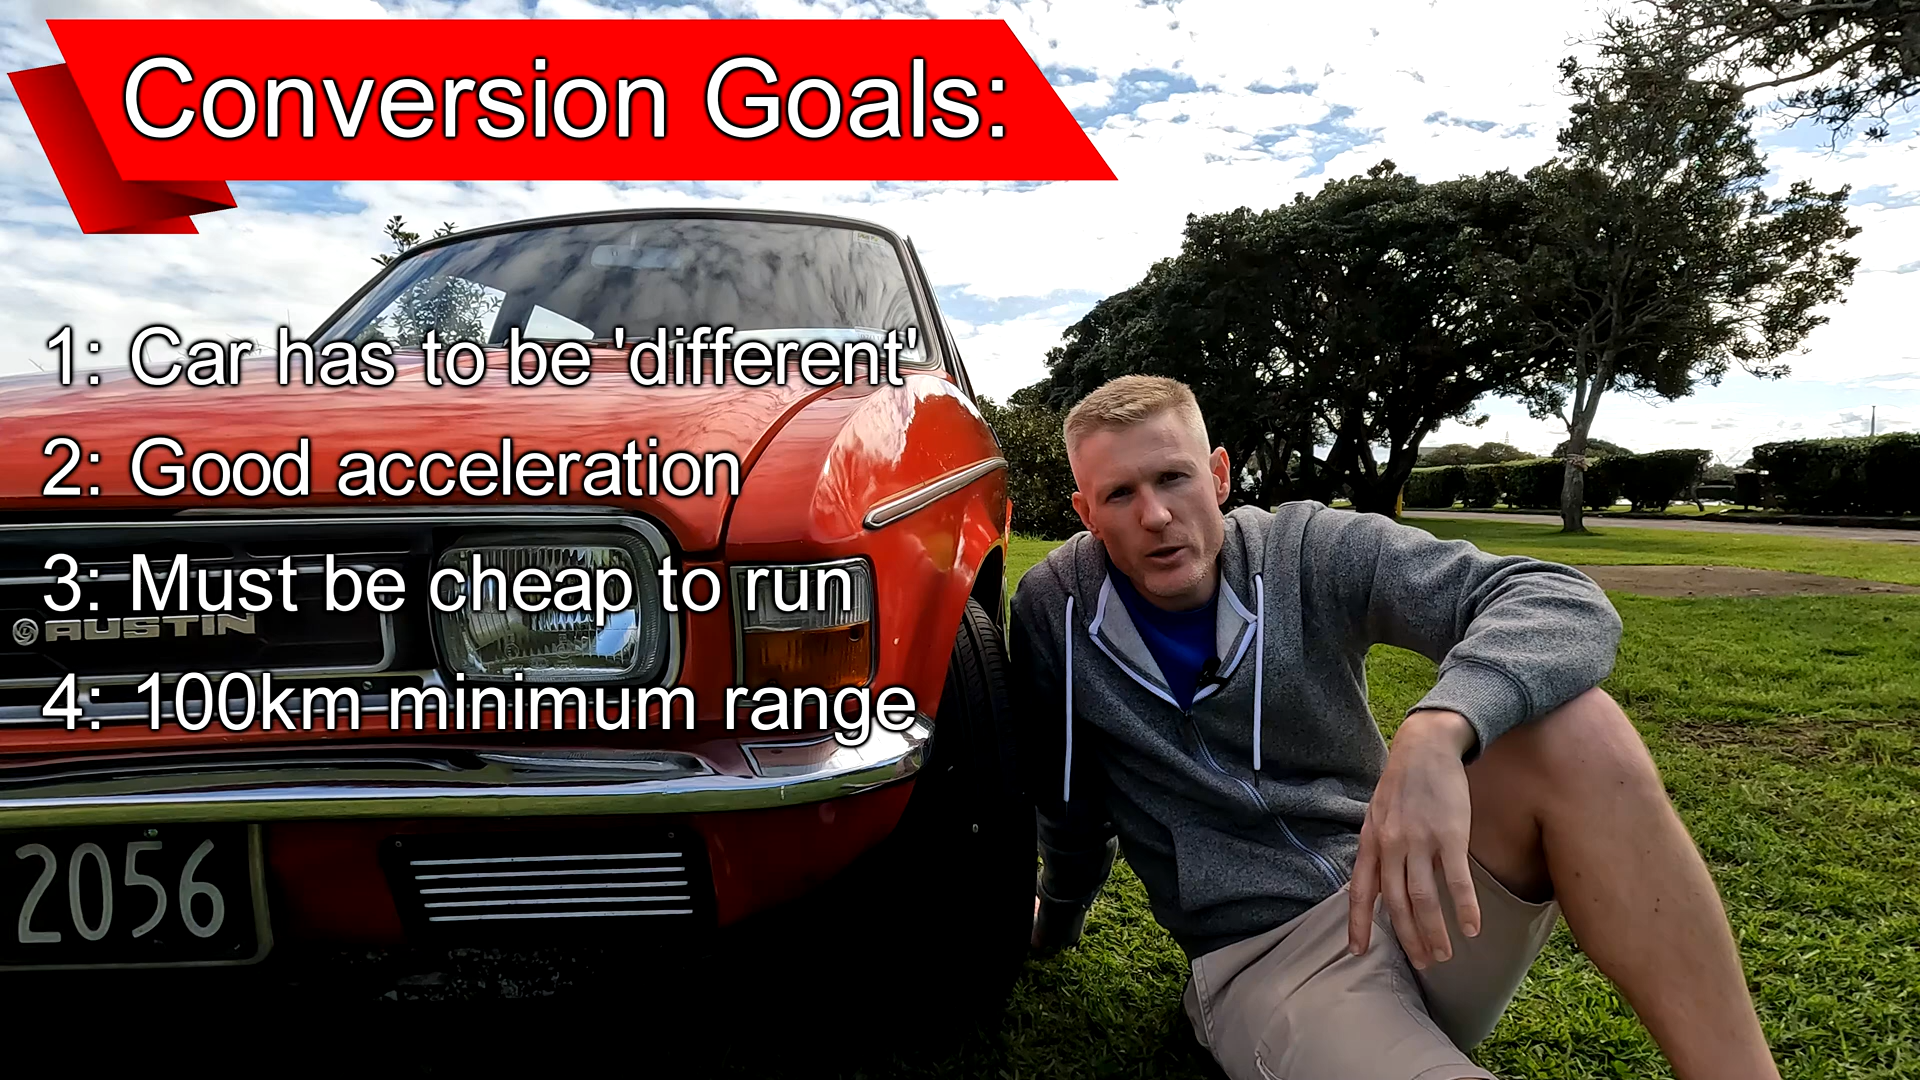 Conversion Goals:
1: Car has to be 'different'
2: Good acceleration
3: Must be cheap to run
AUSTIN
4: 100km minimum range
2056